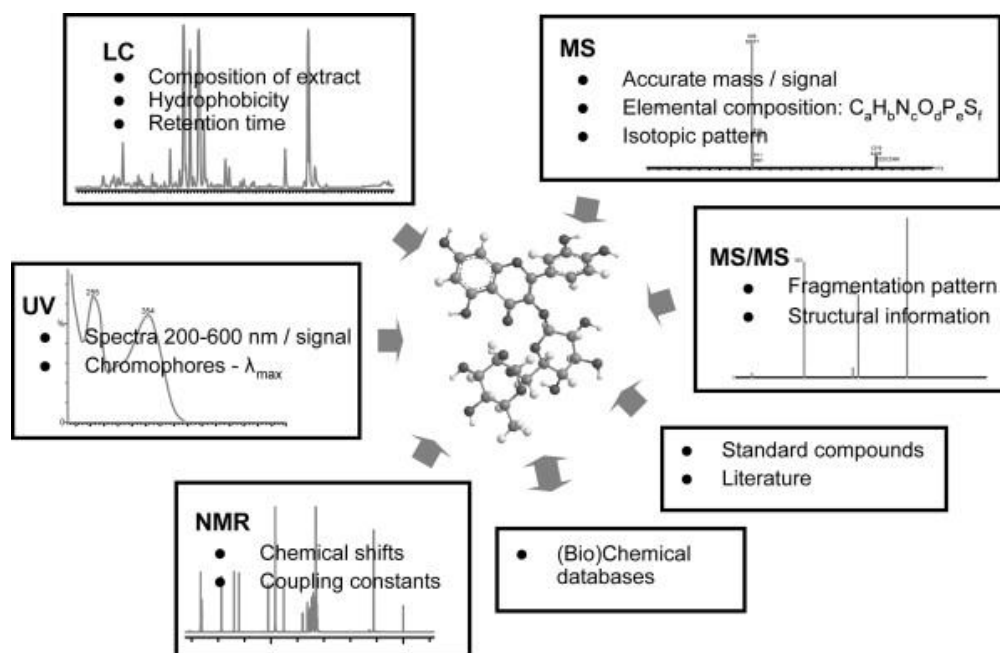 LC
● Composition of extract
● Hydrophobicity
● Retention time
MS
● Accurate mass / signal
● Elemental composition: CaHbNcOdPeSf
● Isotopic pattern
UV
● Spectra 200-600 nm / signal
● Chromophores - λmax
354
MS/MS
● Fragmentation pattern
● Structural information
● Standard compounds
● Literature
NMR
● Chemical shifts
● Coupling constants
● (Bio)Chemical
databases